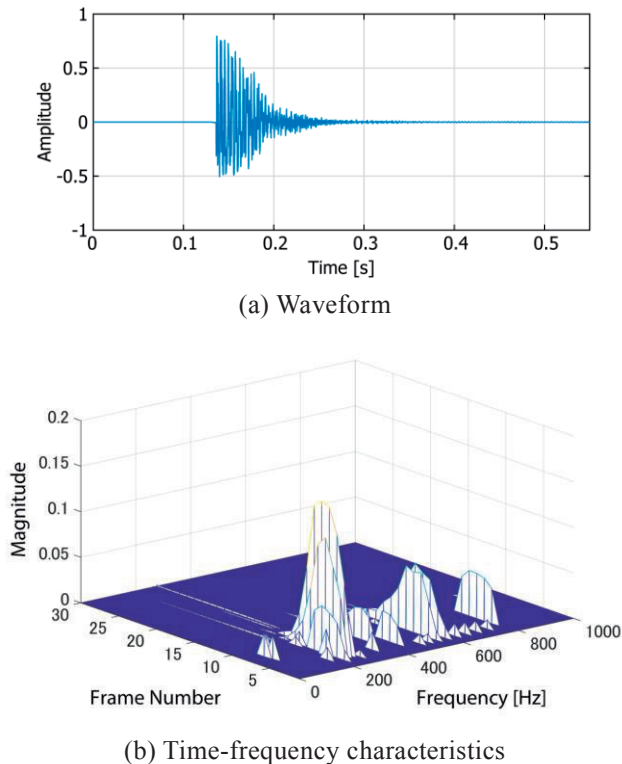 1
0.5
0
-0.5
-1
Amplitude
0 0.1 0.2 0.3 0.4 0.5
Time [s]
(a) Waveform
0.2
0.15
0.1
0.05
0
Magnitude
30 25 20 15 10 5
Frame Number
0 200 400 600 800 1000
Frequency [Hz]
(b) Time-frequency characteristics